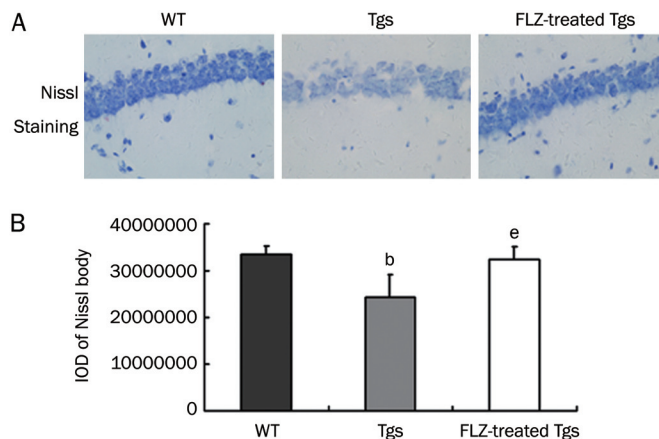 A
WT
Tgs
FLZ-treated Tgs
Nissl
Staining
B
IOD of Nissl body
40000000
30000000
20000000
10000000
0
b
e
WT
Tgs
FLZ-treated Tgs